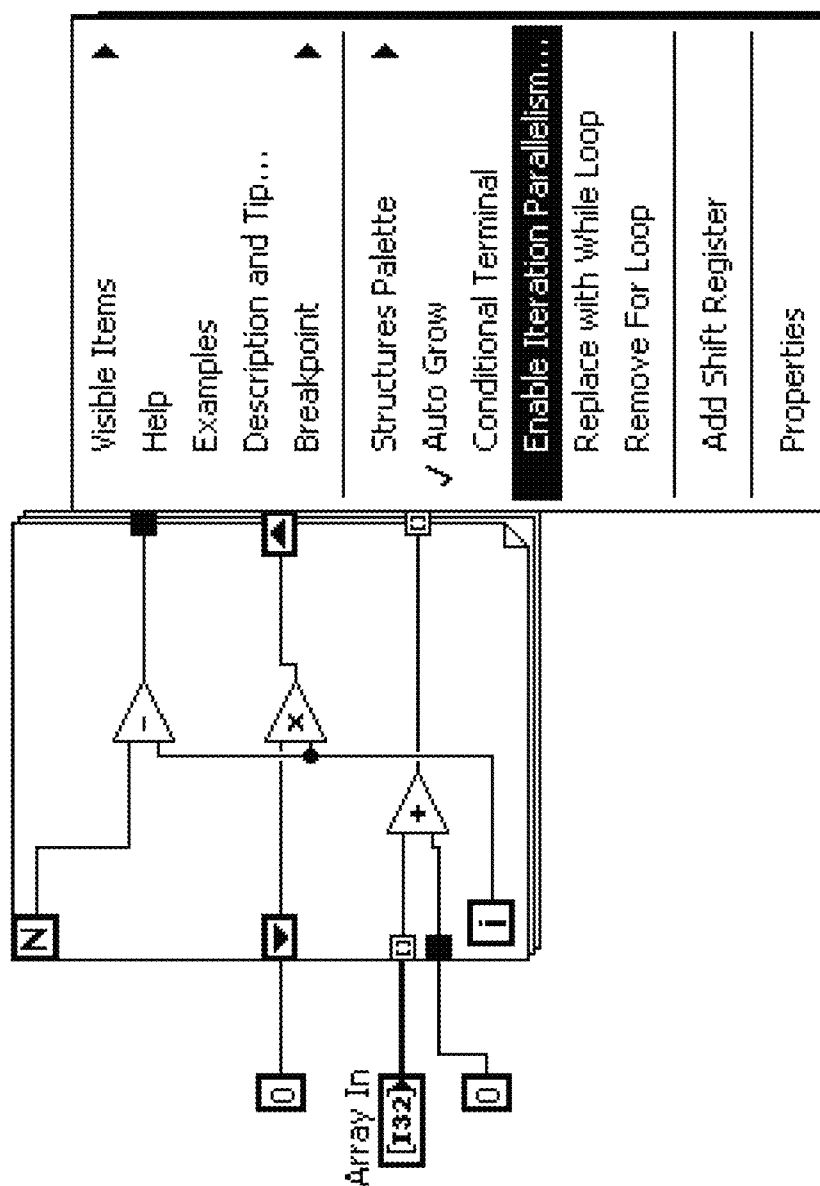 N
-
0
x
Array In
[I32]
+
0
i
Visible Items
Help
Examples
Description and Tip...
Breakpoint
Structures Palette
✓ Auto Grow
Conditional Terminal
Enable Iteration Parallelism...
Replace with While Loop
Remove For Loop
Add Shift Register
Properties